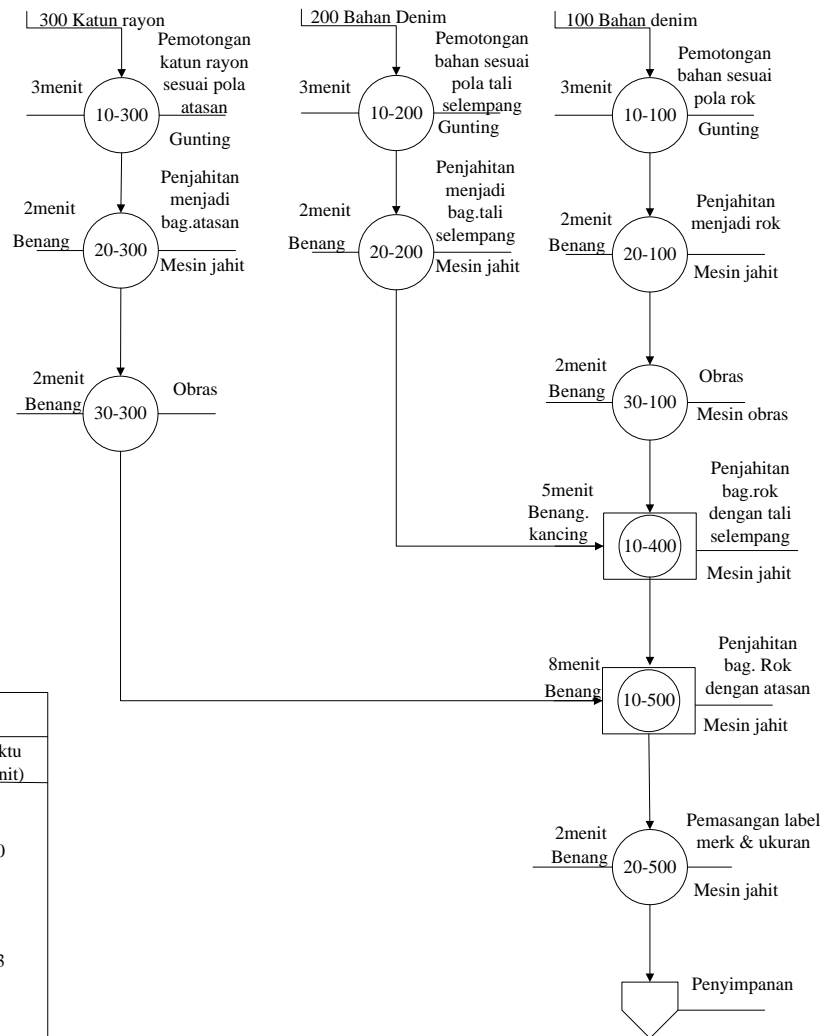 300 Katun rayon
Pemotongan
katun rayon
sesuai pola
atasan
3menit
10-300
Gunting
Penjahitan
menjadi
bag.atasan
2menit
Benang
20-300
Mesin jahit
2menit
Benang
30-300
Obras
200 Bahan Denim
Pemotongan
bahan sesuai
pola tali
selempang
3menit
10-200
Gunting
Penjahitan
menjadi
bag.tali
selempang
2menit
Benang
20-200
Mesin jahit
100 Bahan denim
Pemotongan
bahan sesuai
pola rok
3menit
10-100
Gunting
Penjahitan
menjadi rok
2menit
Benang
20-100
Mesin jahit
2menit
Benang
30-100
Obras
Mesin obras
5menit
Benang.
kancing
10-400
Penjahitan
bag.rok
dengan tali
selempang
Mesin jahit
8menit
Benang
10-500
Penjahitan
bag. Rok
dengan atasan
Mesin jahit
2menit
Benang
20-500
Pemasangan label
merk & ukuran
Mesin jahit
Penyimpanan
ktu
nit)